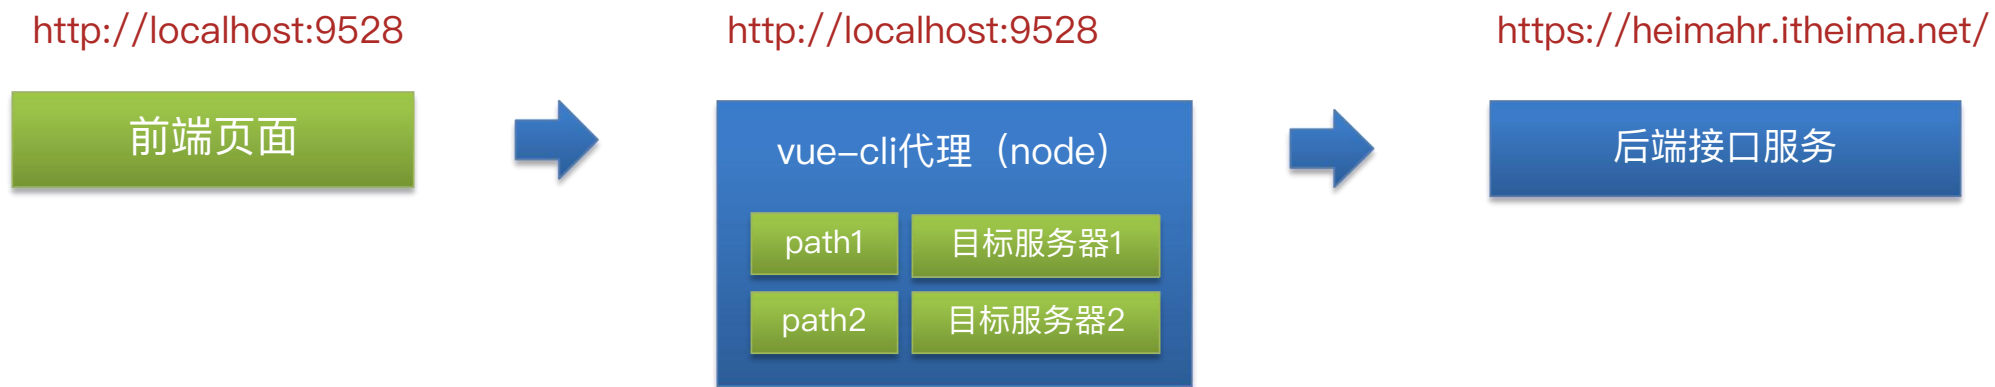 http://localhost:9528
http://localhost:9528
https://heimahr.itheima.net/
前端页面
vue-cli代理（node）
后端接口服务
path1
目标服务器1
path2
目标服务器2